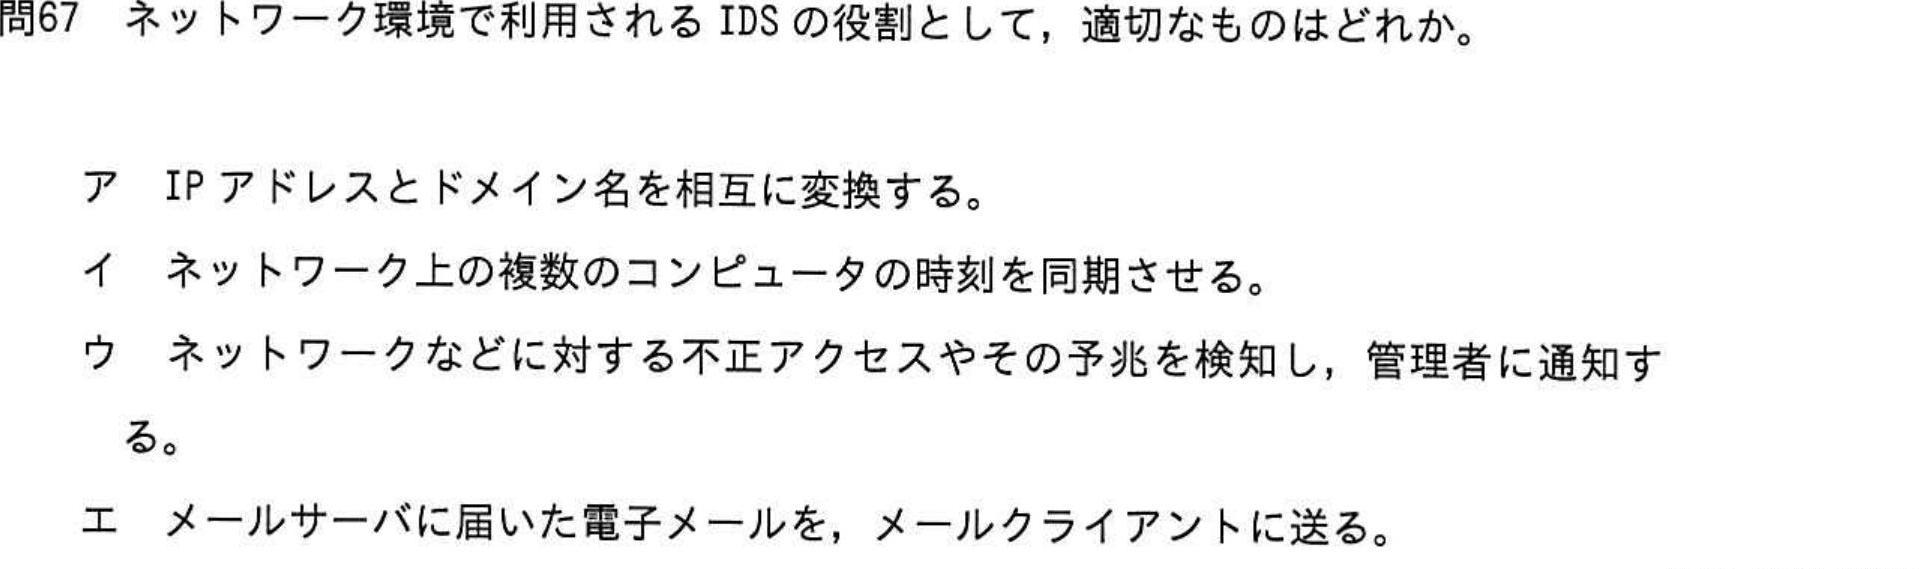 問67 ネットワーク環境で利用される IDS の役割として，適切なものはどれか。
ア IP アドレスとドメイン名を相互に変換する。
イ ネットワーク上の複数のコンピュータの時刻を同期させる。
ウ ネットワークなどに対する不正アクセスやその予兆を検知し，管理者に通知す
る。
エ メールサーバに届いた電子メールを，メールクライアントに送る。